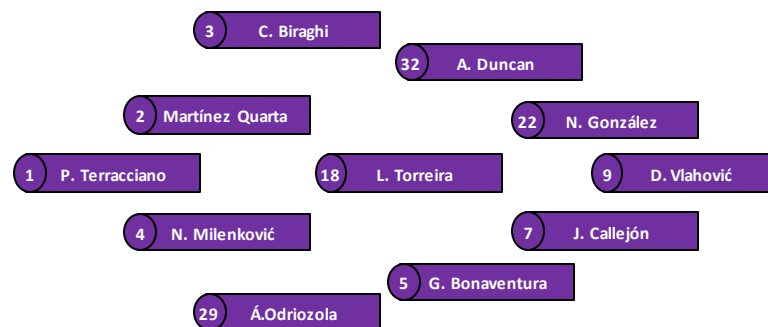 3 C. Biraghi
32 A. Duncan
2 Martínez Quarta
22 N. González
1 P. Terracciano
18 L. Torreira
9 D. Vlahović
4 N. Milenković
7 J. Callejón
5 G. Bonaventura
29 Á.Odriozola